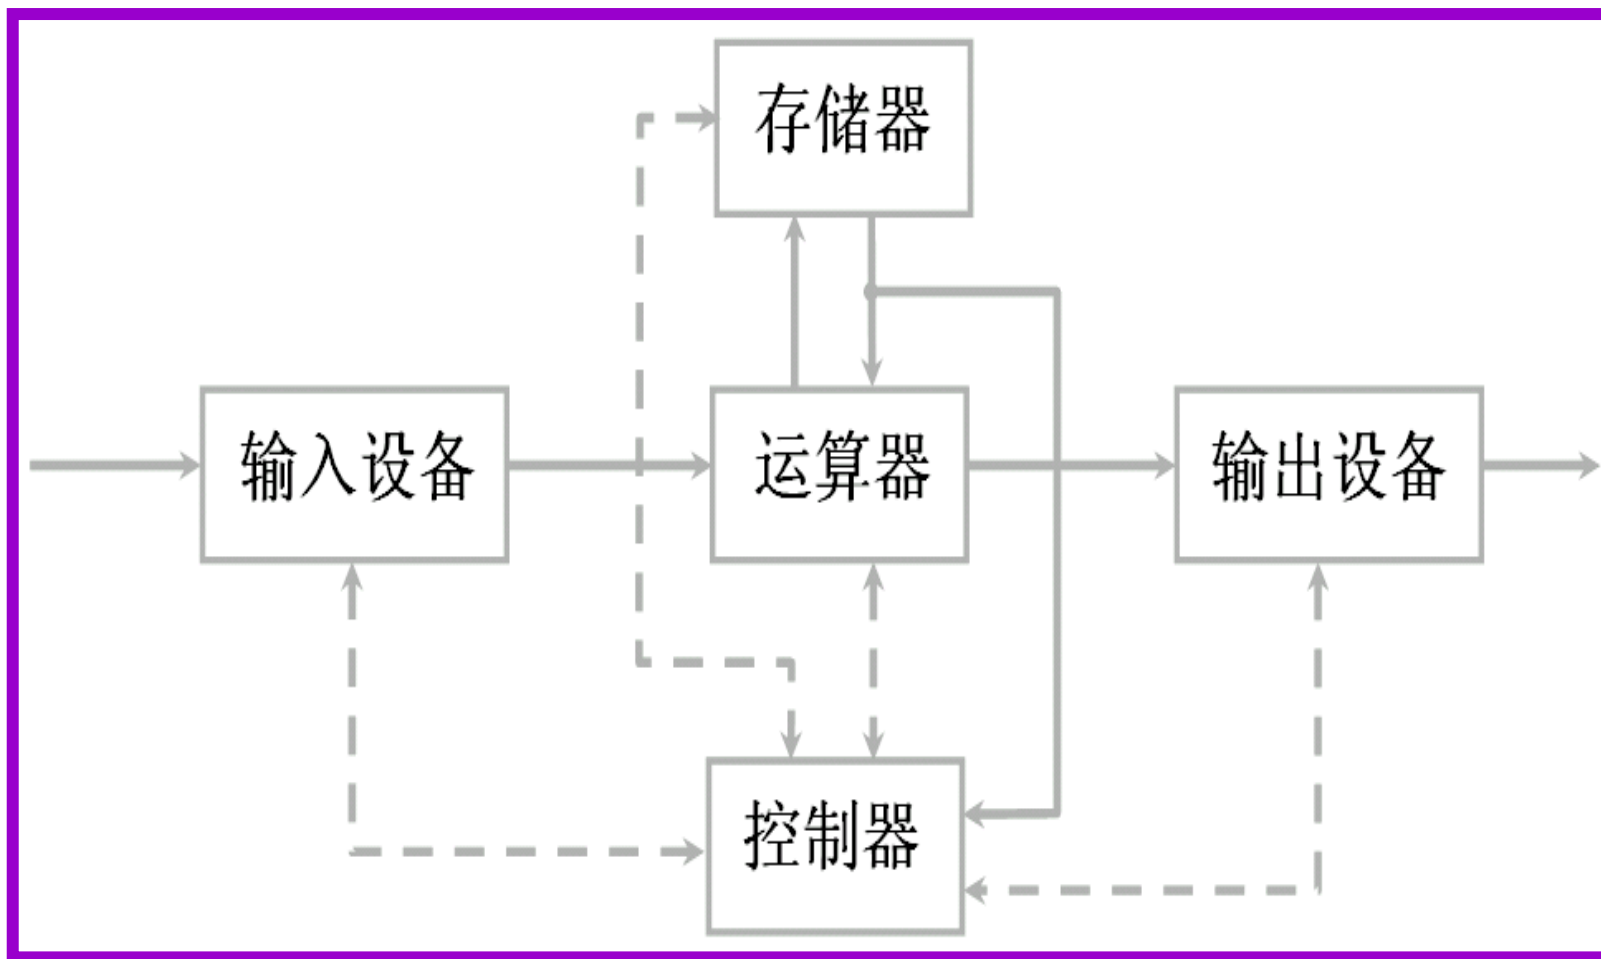 存储器
输入设备
运算器
输出设备
控制器